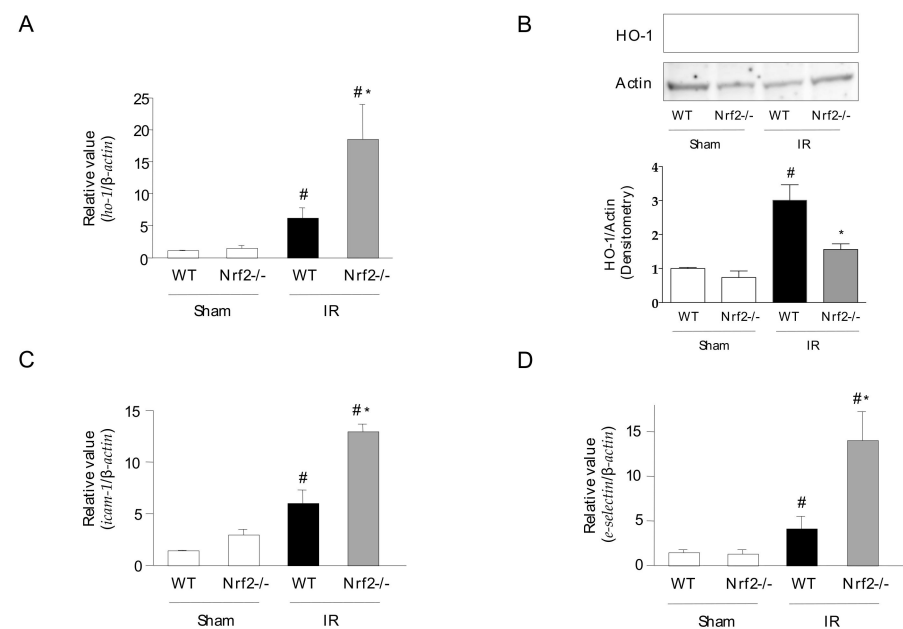 A
Relative value
(ho-1/β-actin)
25
20
15
10
5
0
#
# *
WT Nrf2-/- WT Nrf2-/-
Sham IR
B
HO-1
Actin
WT Nrf2-/- WT Nrf2-/-
Sham IR
HO-1/Actin
(Densitometry)
4
3
2
1
0
#
*
WT Nrf2-/- WT Nrf2-/-
Sham IR
C
Relative value
(icam-1/β-actin)
15
10
5
0
#
# *
WT Nrf2-/- WT Nrf2-/-
Sham IR
D
Relative value
(e-selectin/β-actin)
15
10
5
0
#
# *
WT Nrf2-/- WT Nrf2-/-
Sham IR